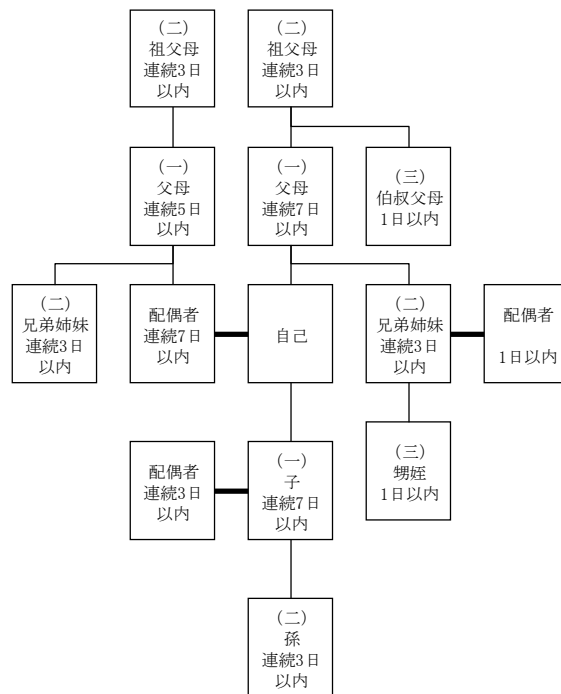 (二)
祖父母
連続3日
以内
(二)
祖父母
連続3日
以内
(一)
父母
連続5日
以内
(一)
父母
連続7日
以内
(三)
伯叔父母
1日以内
(二)
兄弟姉妹
連続3日
以内
配偶者
連続7日
以内
自己
(二)
兄弟姉妹
連続3日
以内
配偶者
1日以内
配偶者
連続3日
以内
(一)
子
連続7日
以内
(三)
甥姪
1日以内
(二)
孫
連続3日
以内